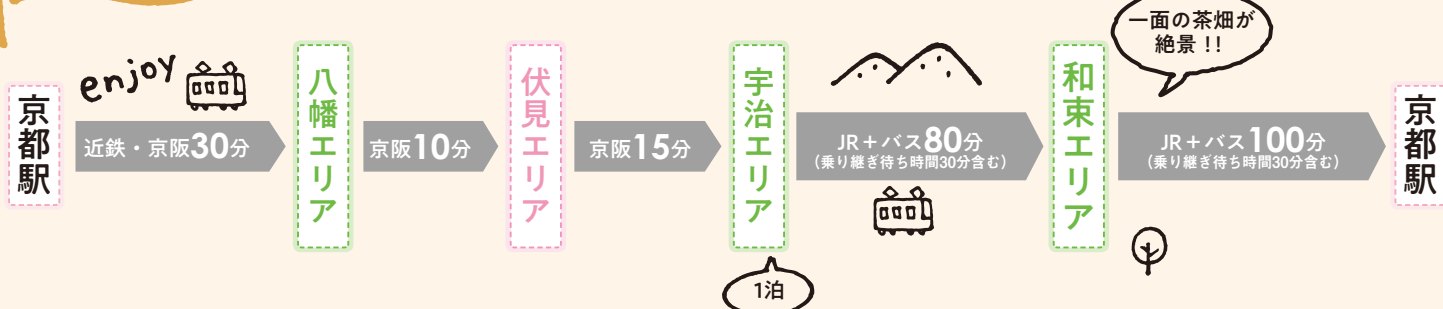 京都駅
enjoy
近鉄・京阪30分
八幡エリア
京阪10分
伏見エリア
京阪15分
宇治エリア
1泊
JR+バス80分
(乗り継ぎ待ち時間30分含む)
和束エリア
一面の茶畑が
絶景!!
JR+バス100分
(乗り継ぎ待ち時間30分含む)
京都駅